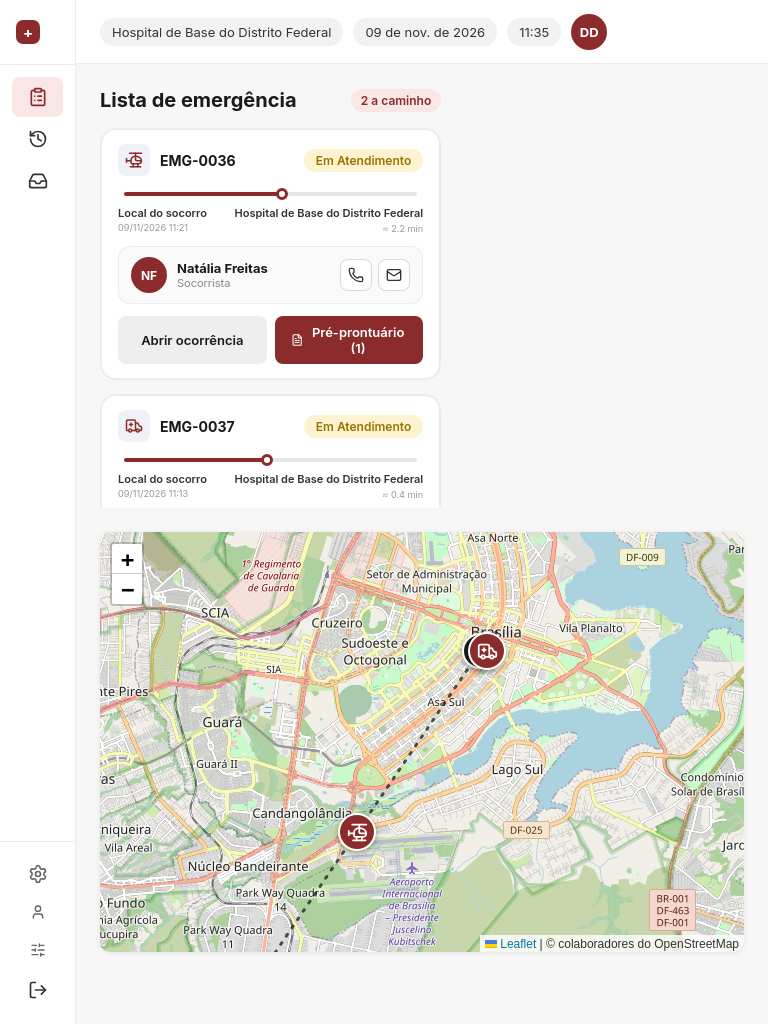 Hospital de Base do Distrito Federal
09 de nov. de 2026
11:35
DD
Lista de emergência
2 a caminho
EMG-0036
Em Atendimento
Local do socorro
Hospital de Base do Distrito Federal
09/11/2026 11:21
≈ 2.2 min
NF
Natália Freitas
Socorrista
Abrir ocorrência
Pré-prontuário
(1)
EMG-0037
Em Atendimento
Local do socorro
Hospital de Base do Distrito Federal
09/11/2026 11:13
≈ 0.4 min
+
−
Asa Norte
DF-009
Par
1º Regimento
de Cavalaria
de Guarda
Setor de Administração
Municipal
SCIA
Cruzeiro
Brasília
Vila Planalto
Sudoeste e
Octogonal
SIA
nte Pires
Asa Sul
Guará
Guará II
Lago Sul
as
Condomínio
Solar de Brasíl
Candangolândia
niqueira
DF-025
Vila Areal
Jard
Núcleo Bandeirante
Aeroporto
Internacional
de Brasília
– Presidente
Juscelino
Kubitschek
Park Way Quadra
14
o Fundo
nia Agrícola
ucupira
BR-001
DF-463
DF-001
Park Way Quadra
11
Leaflet | © colaboradores do OpenStreetMap